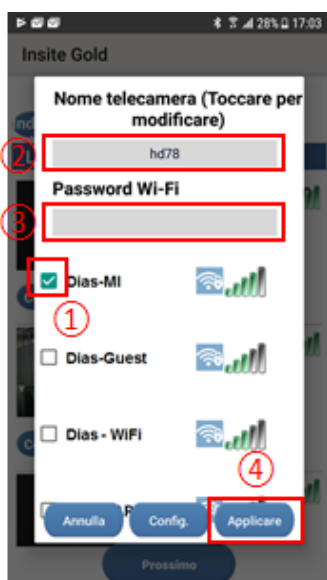 28% 17:03
Insite Gold
Nome telecamera (Toccare per
modificare)
2
hd78
Password Wi-Fi
3
Dias-MI
1
Dias-Guest
Dias - WiFi
4
Annulla
Config.
Applicare
Prossimo